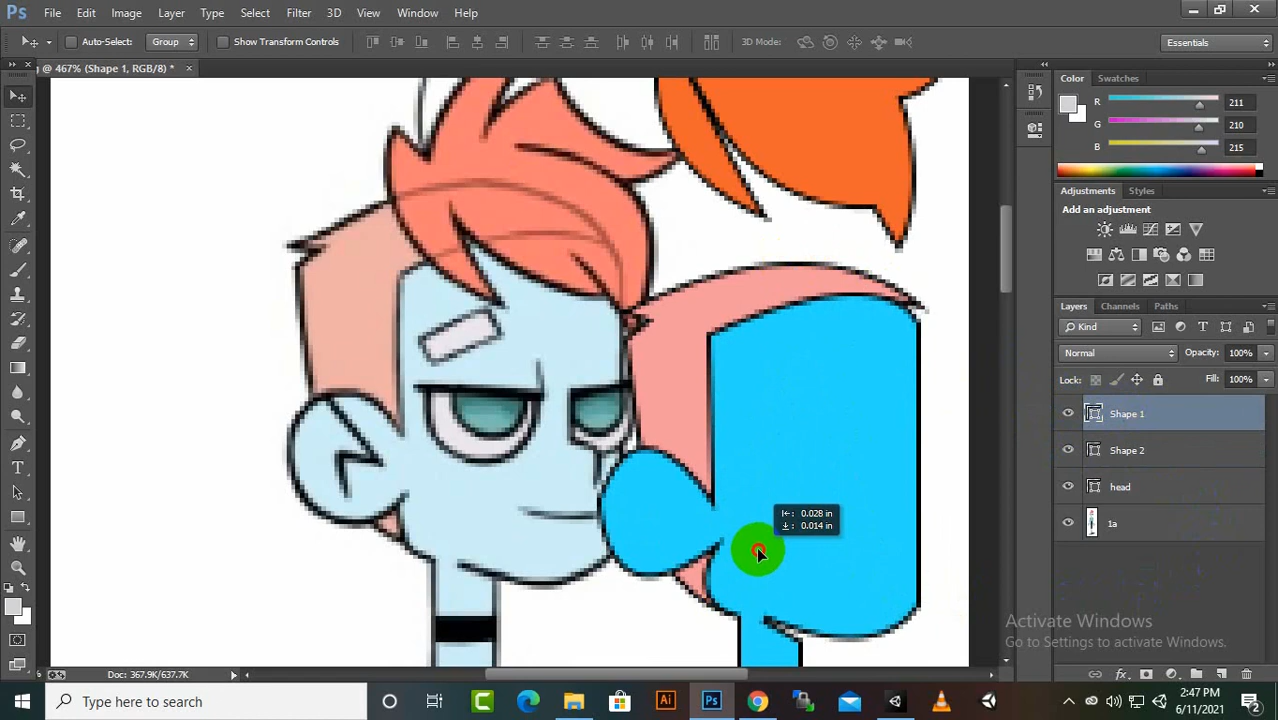 Ps File Edit Image Layer Type Select Filter 3D View Window Help
Auto-Select: Group Show Transform Controls 3D Mode: Essentials
@ 467% (Shape 1, RGB/8) * ×
Color Swatches
R 211
G 210
B 215
Adjustments Styles
Add an adjustment
Layers Channels Paths
Kind
Normal Opacity: 100%
Lock: Fill: 100%
Shape 1
Shape 2
head
1a
0.028 in
0.014 in
Activate Windows
Go to Settings to activate Windows.
Doc: 367.9K/637.7K
Type here to search
Ai Ps
2:47 PM
6/11/2021
2